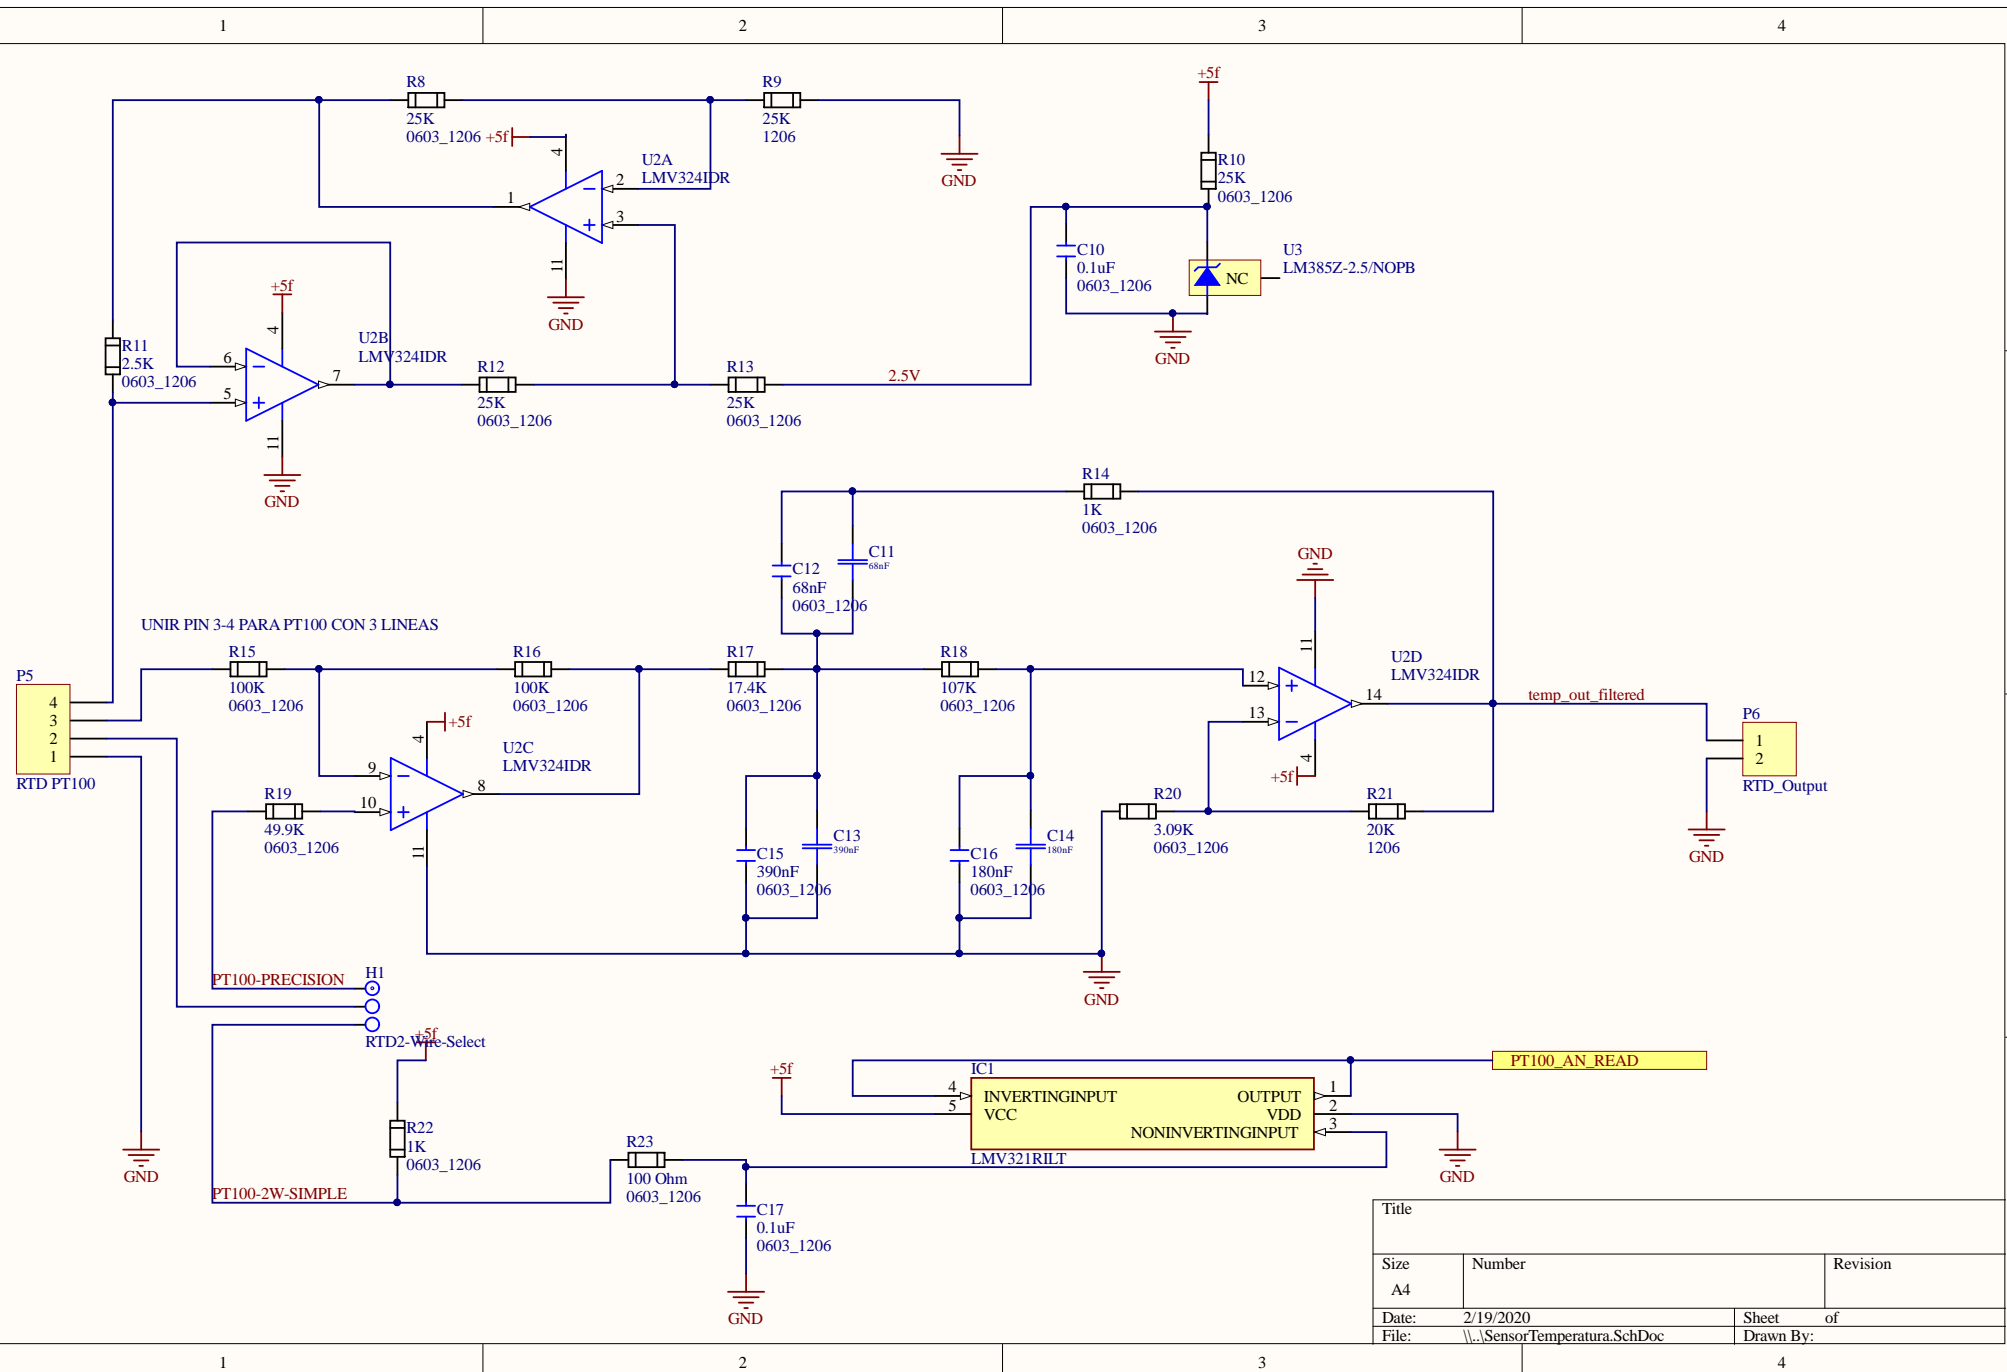 1
2
3
4
R8
25K
0603_1206
R9
25K
1206
+5f
+5f
4
U2A
LMV324IDR
2
1
3
11
GND
GND
R10
25K
0603_1206
C10
0.1uF
0603_1206
U3
LM385Z-2.5/NOPB
NC
GND
+5f
4
U2B
LMV324IDR
R11
2.5K
0603_1206
6
7
5
11
GND
R12
25K
0603_1206
R13
25K
0603_1206
2.5V
R14
1K
0603_1206
C12
68nF
0603_1206
C11
68nF
GND
11
UNIR PIN 3-4 PARA PT100 CON 3 LINEAS
R15
100K
0603_1206
R16
100K
0603_1206
R17
17.4K
0603_1206
R18
107K
0603_1206
U2D
LMV324IDR
12
14
13
4
+5f
temp_out_filtered
P5
4
3
2
1
RTD PT100
P6
1
2
RTD_Output
GND
+5f
4
U2C
LMV324IDR
9
8
10
11
R19
49.9K
0603_1206
C15
390nF
0603_1206
C13
390nF
C16
180nF
0603_1206
C14
180nF
R20
3.09K
0603_1206
R21
20K
1206
GND
PT100-PRECISION
H1
RTD2-Wire-Select
+5f
R22
1K
0603_1206
PT100-2W-SIMPLE
GND
R23
100 Ohm
0603_1206
C17
0.1uF
0603_1206
GND
+5f
IC1
4
5
INVERTINGINPUT
VCC
OUTPUT
VDD
NONINVERTINGINPUT
1
2
3
LMV321RILT
PT100_AN_READ
GND
Title
Size
Number
Revision
A4
Date:
2/19/2020
Sheet of
File:
\\..\SensorTemperatura.SchDoc
Drawn By:
1
2
3
4